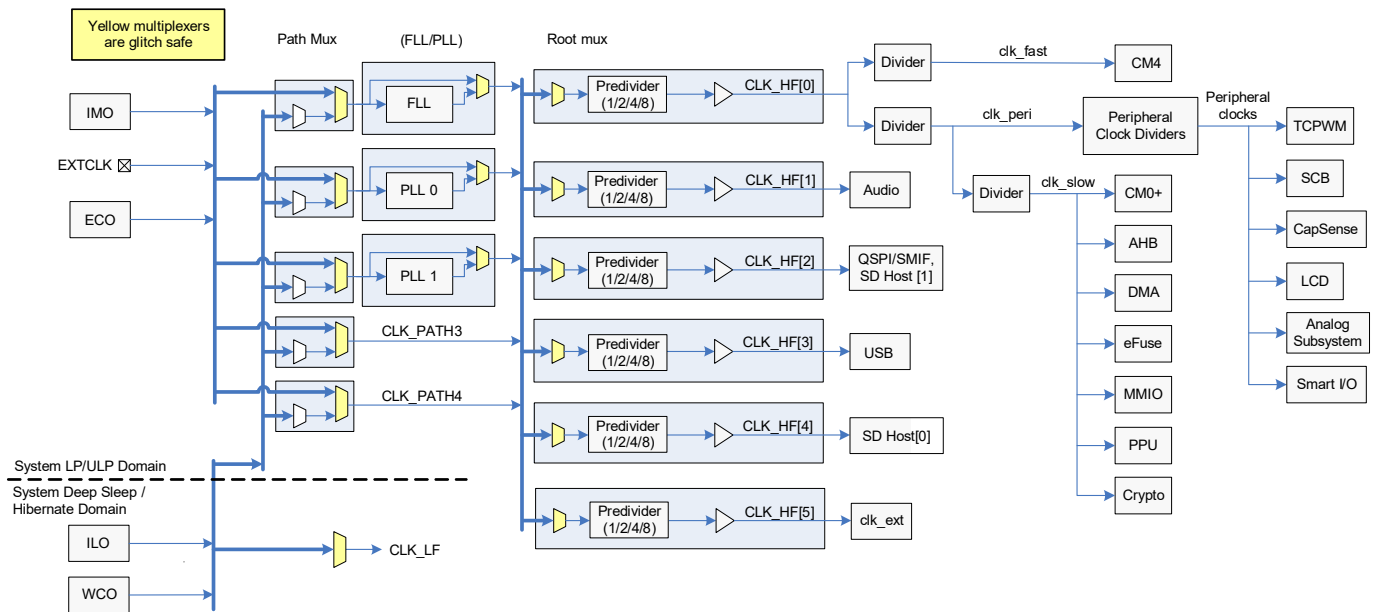 Yellow multiplexers
are glitch safe
Path Mux
(FLL/PLL)
Root mux
IMO
EXTCLK
ECO
FLL
PLL 0
PLL 1
CLK_PATH3
CLK_PATH4
Predivider
(1/2/4/8)
CLK_HF[0]
Predivider
(1/2/4/8)
CLK_HF[1]
Predivider
(1/2/4/8)
CLK_HF[2]
Predivider
(1/2/4/8)
CLK_HF[3]
Predivider
(1/2/4/8)
CLK_HF[4]
Predivider
(1/2/4/8)
CLK_HF[5]
Divider
clk_fast
CM4
Divider
clk_peri
Peripheral
Clock Dividers
Peripheral
clocks
TCPWM
SCB
CapSense
LCD
Analog
Subsystem
Smart I/O
Divider
clk_slow
CM0+
AHB
DMA
eFuse
MMIO
PPU
Crypto
Audio
QSPI/SMIF,
SD Host [1]
USB
SD Host[0]
clk_ext
System LP/ULP Domain
System Deep Sleep /
Hibernate Domain
ILO
WCO
CLK_LF